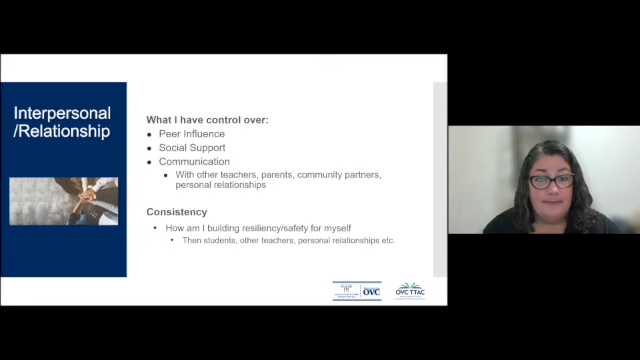 Interpersonal
/Relationship
What I have control over:
Peer Influence
Social Support
Communication
With other teachers, parents, community partners,
personal relationships
Consistency
How am I building resiliency/safety for myself
Then students, other teachers, personal relationships etc.
OVC
OVC TTAC